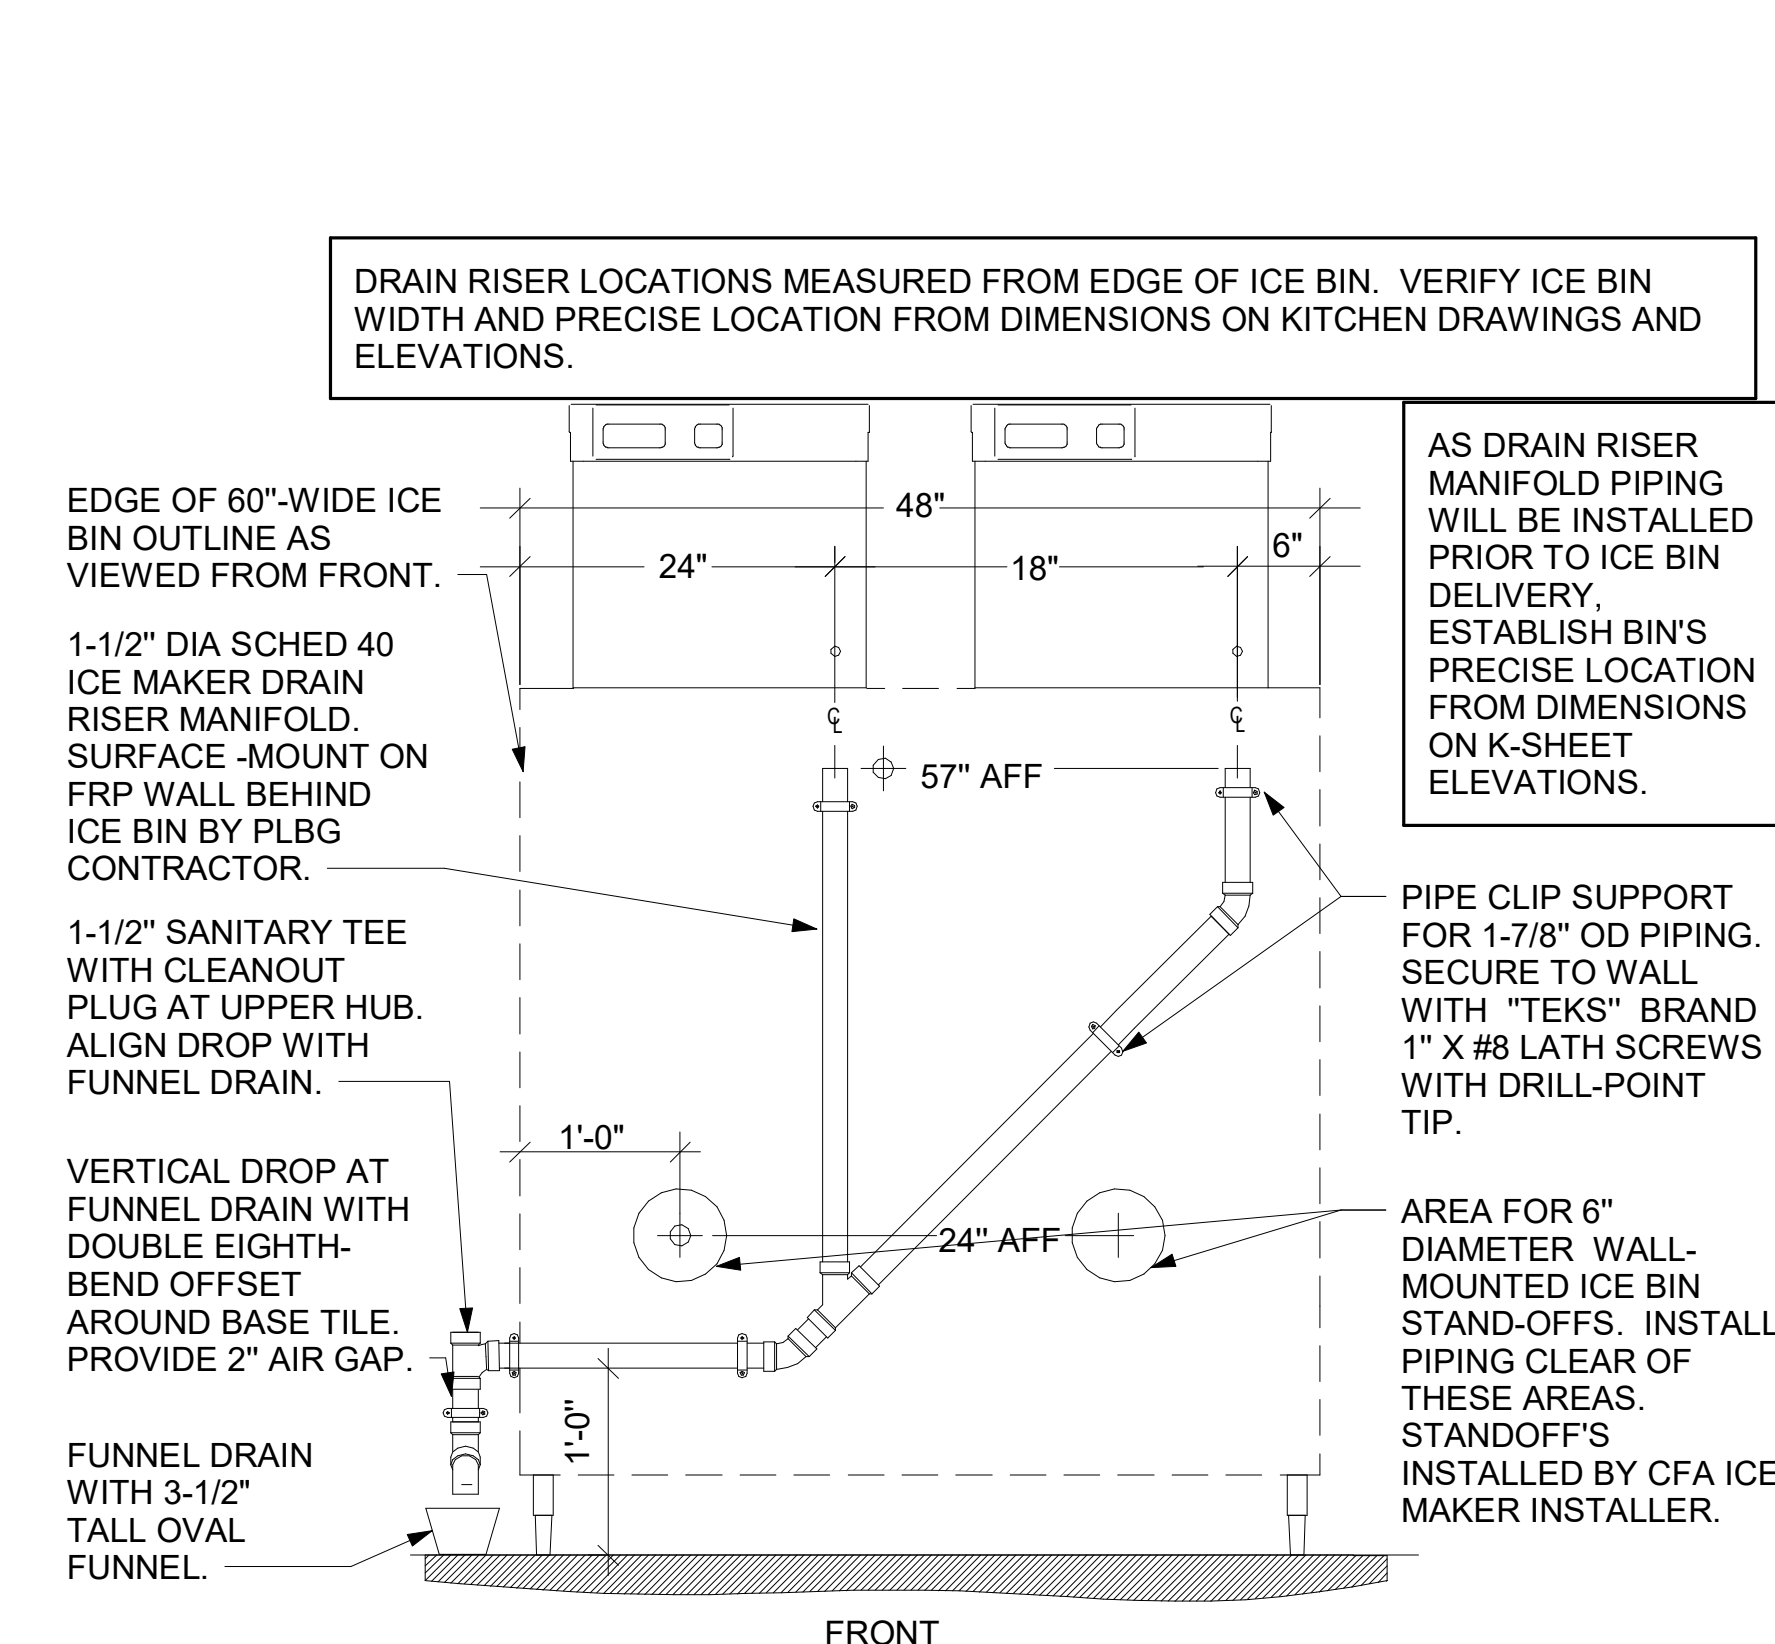 DRAIN RISER LOCATIONS MEASURED FROM EDGE OF ICE BIN. VERIFY ICE BIN
WIDTH AND PRECISE LOCATION FROM DIMENSIONS ON KITCHEN DRAWINGS AND
ELEVATIONS.
AS DRAIN RISER
MANIFOLD PIPING
WILL BE INSTALLED
PRIOR TO ICE BIN
DELIVERY,
ESTABLISH BIN'S
PRECISE LOCATION
FROM DIMENSIONS
ON K-SHEET
ELEVATIONS.
EDGE OF 60"-WIDE ICE
BIN OUTLINE AS
VIEWED FROM FRONT.
48"
24"
18"
6"
1-1/2" DIA SCHED 40
ICE MAKER DRAIN
RISER MANIFOLD.
SURFACE -MOUNT ON
FRP WALL BEHIND
ICE BIN BY PLBG
CONTRACTOR.
℄
℄
57" AFF
1-1/2" SANITARY TEE
WITH CLEANOUT
PLUG AT UPPER HUB.
ALIGN DROP WITH
FUNNEL DRAIN.
PIPE CLIP SUPPORT
FOR 1-7/8" OD PIPING.
SECURE TO WALL
WITH "TEKS" BRAND
1" X #8 LATH SCREWS
WITH DRILL-POINT
TIP.
1'-0"
24" AFF
VERTICAL DROP AT
FUNNEL DRAIN WITH
DOUBLE EIGHTH-
BEND OFFSET
AROUND BASE TILE.
PROVIDE 2" AIR GAP.
AREA FOR 6"
DIAMETER WALL-
MOUNTED ICE BIN
STAND-OFFS. INSTALL
PIPING CLEAR OF
THESE AREAS.
STANDOFF'S
INSTALLED BY CFA ICE
MAKER INSTALLER.
1'-0"
FUNNEL DRAIN
WITH 3-1/2"
TALL OVAL
FUNNEL.
FRONT